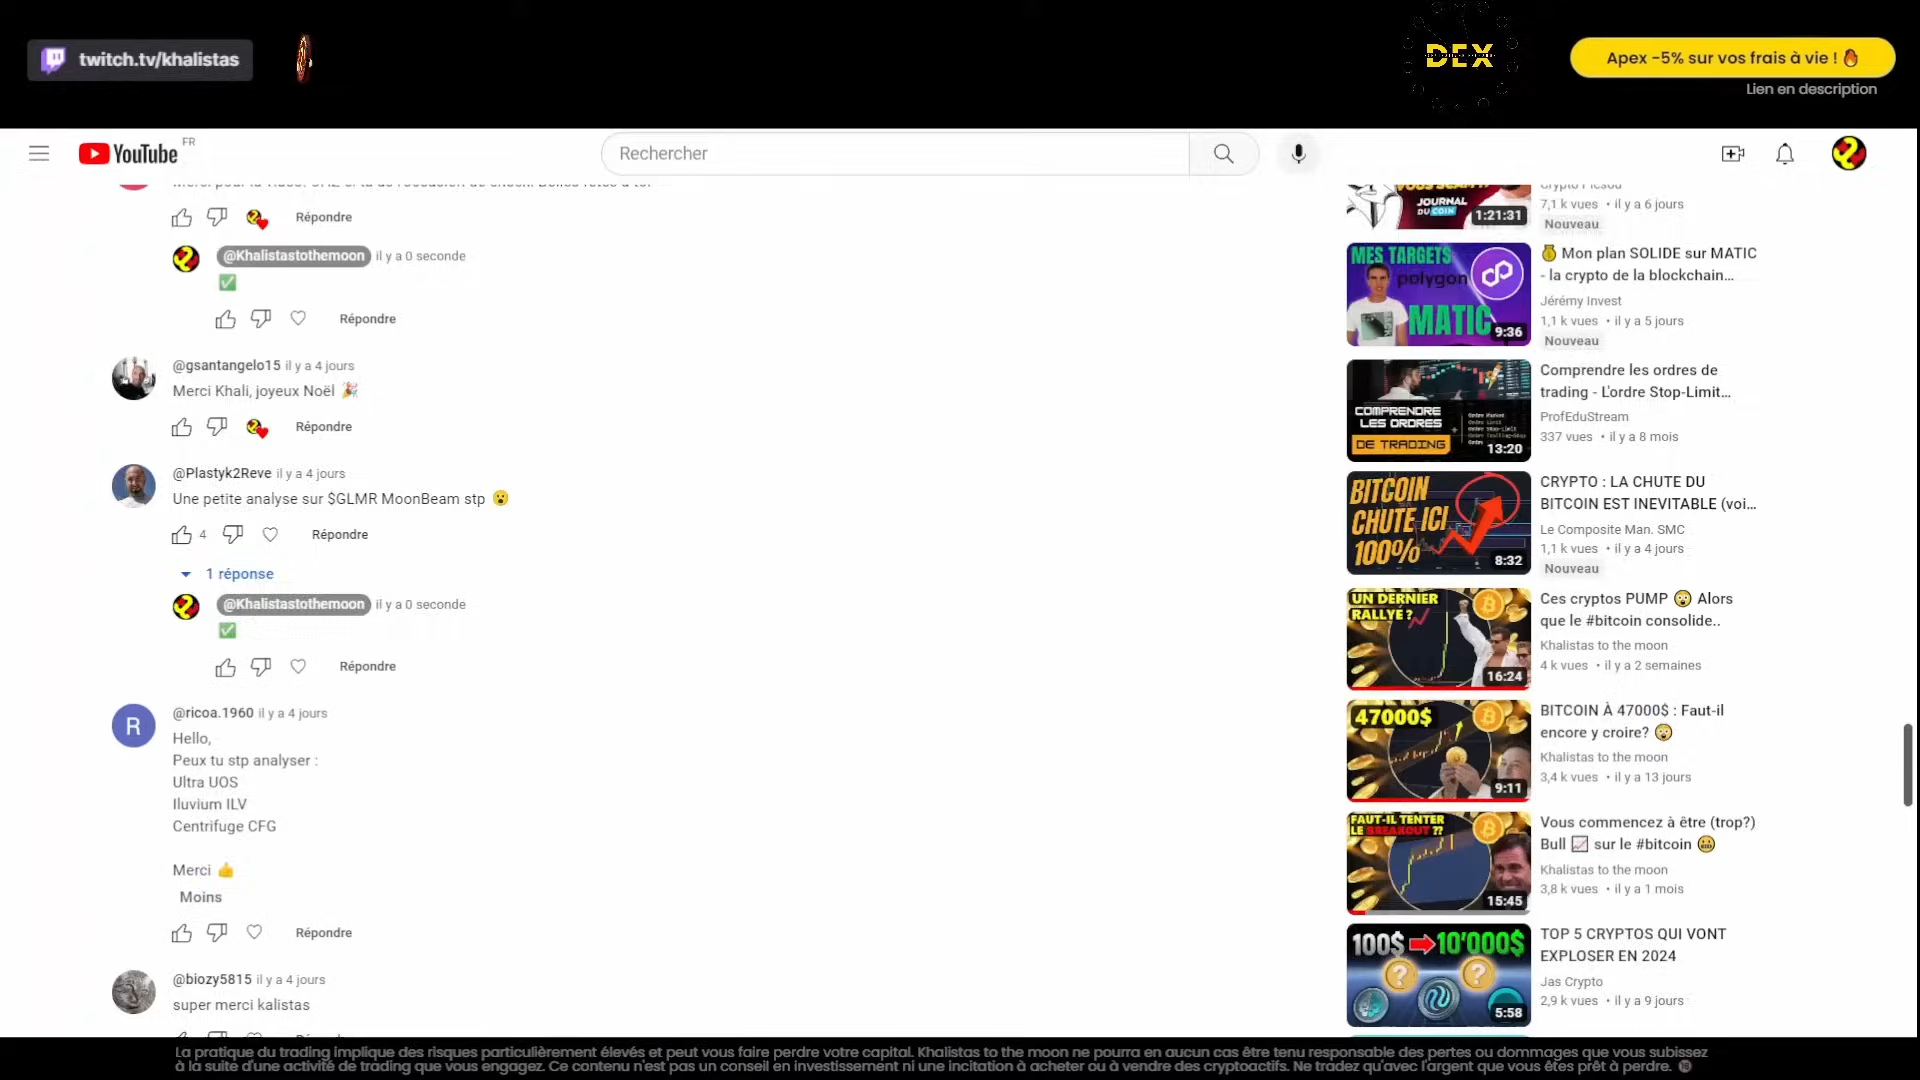 twitch.tv/khalistas
DEX
Apex -5% sur vos frais à vie !
Lien en description
YouTube FR
Rechercher
Répondre
@Khalistastothemoon il y a 0 seconde
Répondre
@gsantangelo15 il y a 4 jours
Merci Khali, joyeux Noël
Répondre
@Plastyk2Reve il y a 4 jours
Une petite analyse sur $GLMR MoonBeam stp
4 Répondre
1 réponse
@Khalistastothemoon il y a 0 seconde
Répondre
R
@ricoa.1960 il y a 4 jours
Hello,
Peux tu stp analyser :
Ultra UOS
Iluvium ILV
Centrifuge CFG
Merci
Moins
Répondre
@biozy5815 il y a 4 jours
super merci kalistas
JOURNAL
DU COIN
1:21:31
Crypto Picsou
7,1 k vues • il y a 6 jours
Nouveau
MES TARGETS
polygon
MATIC
9:36
Mon plan SOLIDE sur MATIC
- la crypto de la blockchain...
Jérémy Invest
1,1 k vues • il y a 5 jours
Nouveau
COMPRENDRE
LES ORDRES
DE TRADING
13:20
Comprendre les ordres de
trading - L'ordre Stop-Limit...
ProfEduStream
337 vues • il y a 8 mois
BITCOIN
CHUTE ICI
100%
8:32
CRYPTO : LA CHUTE DU
BITCOIN EST INEVITABLE (voi...
Le Composite Man. SMC
1,1 k vues • il y a 4 jours
Nouveau
UN DERNIER
RALLYE ?
16:24
Ces cryptos PUMP Alors
que le #bitcoin consolide..
Khalistas to the moon
4 k vues • il y a 2 semaines
47000$
9:11
BITCOIN À 47000$ : Faut-il
encore y croire?
Khalistas to the moon
3,4 k vues • il y a 13 jours
FAUT-IL TENTER
LE BREAKOUT ??
15:45
Vous commencez à être (trop?)
Bull sur le #bitcoin
Khalistas to the moon
3,8 k vues • il y a 1 mois
100$ 10'000$
5:58
TOP 5 CRYPTOS QUI VONT
EXPLOSER EN 2024
Jas Crypto
2,9 k vues • il y a 9 jours
La pratique du trading implique des risques particulièrement élevés et peut vous faire perdre votre capital. Khalistas to the moon ne pourra en aucun cas être tenu responsable des pertes ou dommages que vous subissez
à la suite d'une activité de trading que vous engagez. Ce contenu n'est pas un conseil en investissement ni une incitation à acheter ou à vendre des cryptoactifs. Ne tradez qu'avec l'argent que vous êtes prêt à perdre.